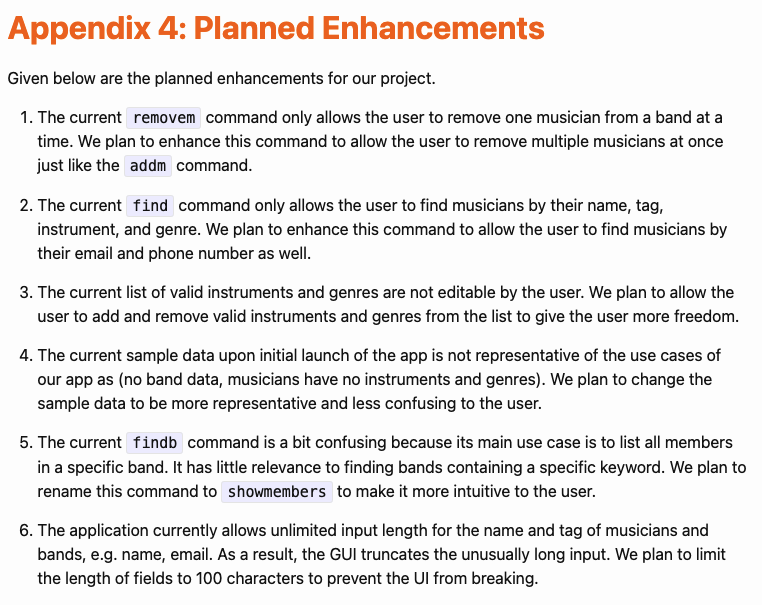 Appendix 4: Planned Enhancements
Given below are the planned enhancements for our project.
1. The current removem command only allows the user to remove one musician from a band at a
time. We plan to enhance this command to allow the user to remove multiple musicians at once
just like the addm command.
2. The current find command only allows the user to find musicians by their name, tag,
instrument, and genre. We plan to enhance this command to allow the user to find musicians by
their email and phone number as well.
3. The current list of valid instruments and genres are not editable by the user. We plan to allow the
user to add and remove valid instruments and genres from the list to give the user more freedom.
4. The current sample data upon initial launch of the app is not representative of the use cases of
our app as (no band data, musicians have no instruments and genres). We plan to change the
sample data to be more representative and less confusing to the user.
5. The current findb command is a bit confusing because its main use case is to list all members
in a specific band. It has little relevance to finding bands containing a specific keyword. We plan to
rename this command to showmembers to make it more intuitive to the user.
6. The application currently allows unlimited input length for the name and tag of musicians and
bands, e.g. name, email. As a result, the GUI truncates the unusually long input. We plan to limit
the length of fields to 100 characters to prevent the UI from breaking.